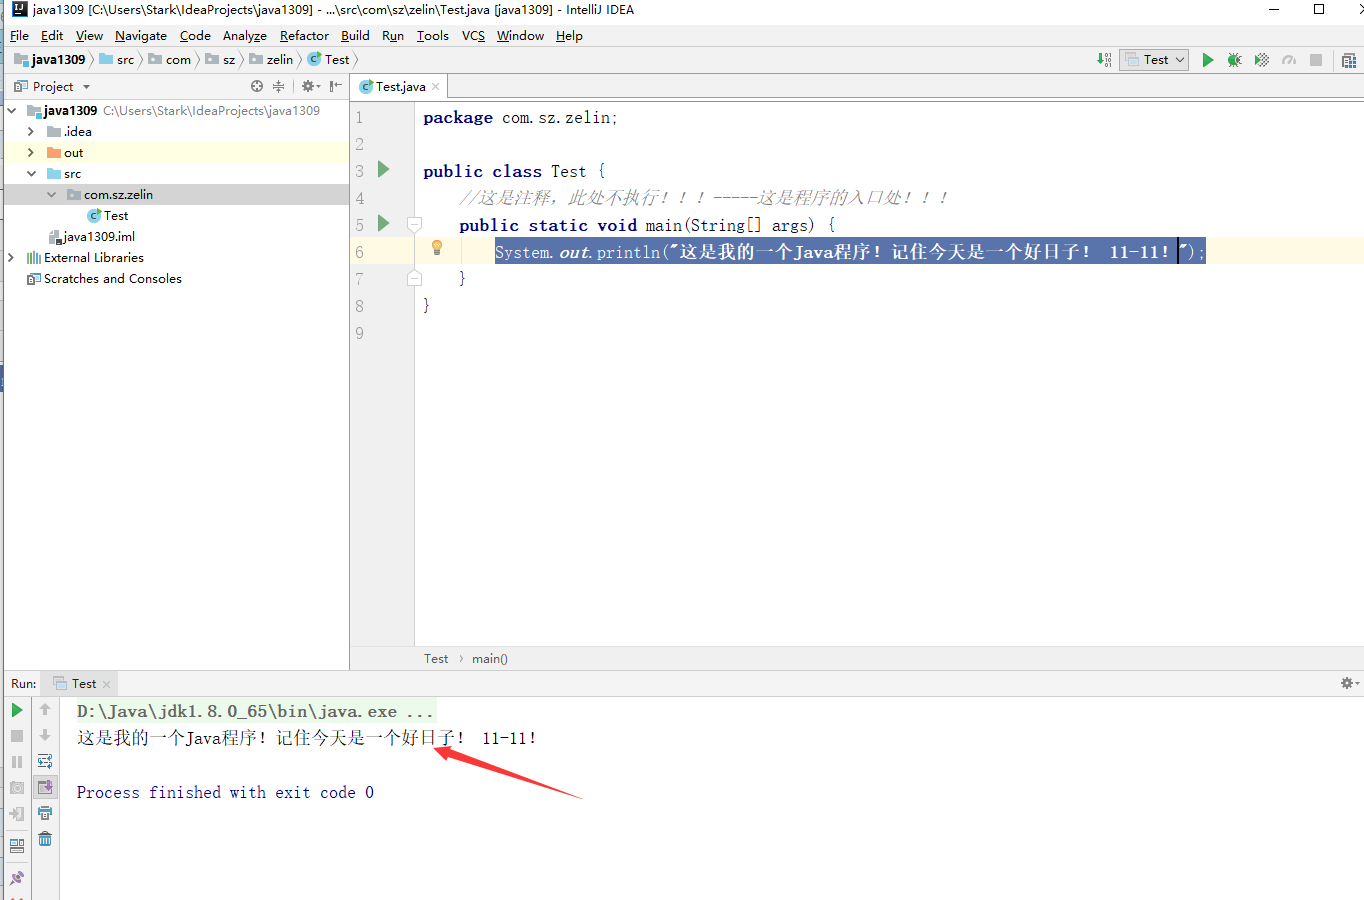 java1309 [C:\Users\Stark\IdeaProjects\java1309] - ...\src\com\sz\zelin\Test.java [java1309] - IntelliJ IDEA
File Edit View Navigate Code Analyze Refactor Build Run Tools VCS Window Help
java1309 src com sz zelin Test Test
Project
Test.java
java1309 C:\Users\Stark\IdeaProjects\java1309
.idea
out
src
com.sz.zelin
Test
java1309.iml
External Libraries
Scratches and Consoles
1 package com.sz.zelin;
2
3 public class Test {
4 //这是注释，此处不执行！！！-----这是程序的入口处！！！
5 public static void main(String[] args) {
6 System.out.println("这是我的一个Java程序！记住今天是一个好日子！ 11-11！");
7 }
8 }
9
Test main()
Run: Test
D:\Java\jdk1.8.0_65\bin\java.exe ...
这是我的一个Java程序！记住今天是一个好日子！ 11-11！
Process finished with exit code 0